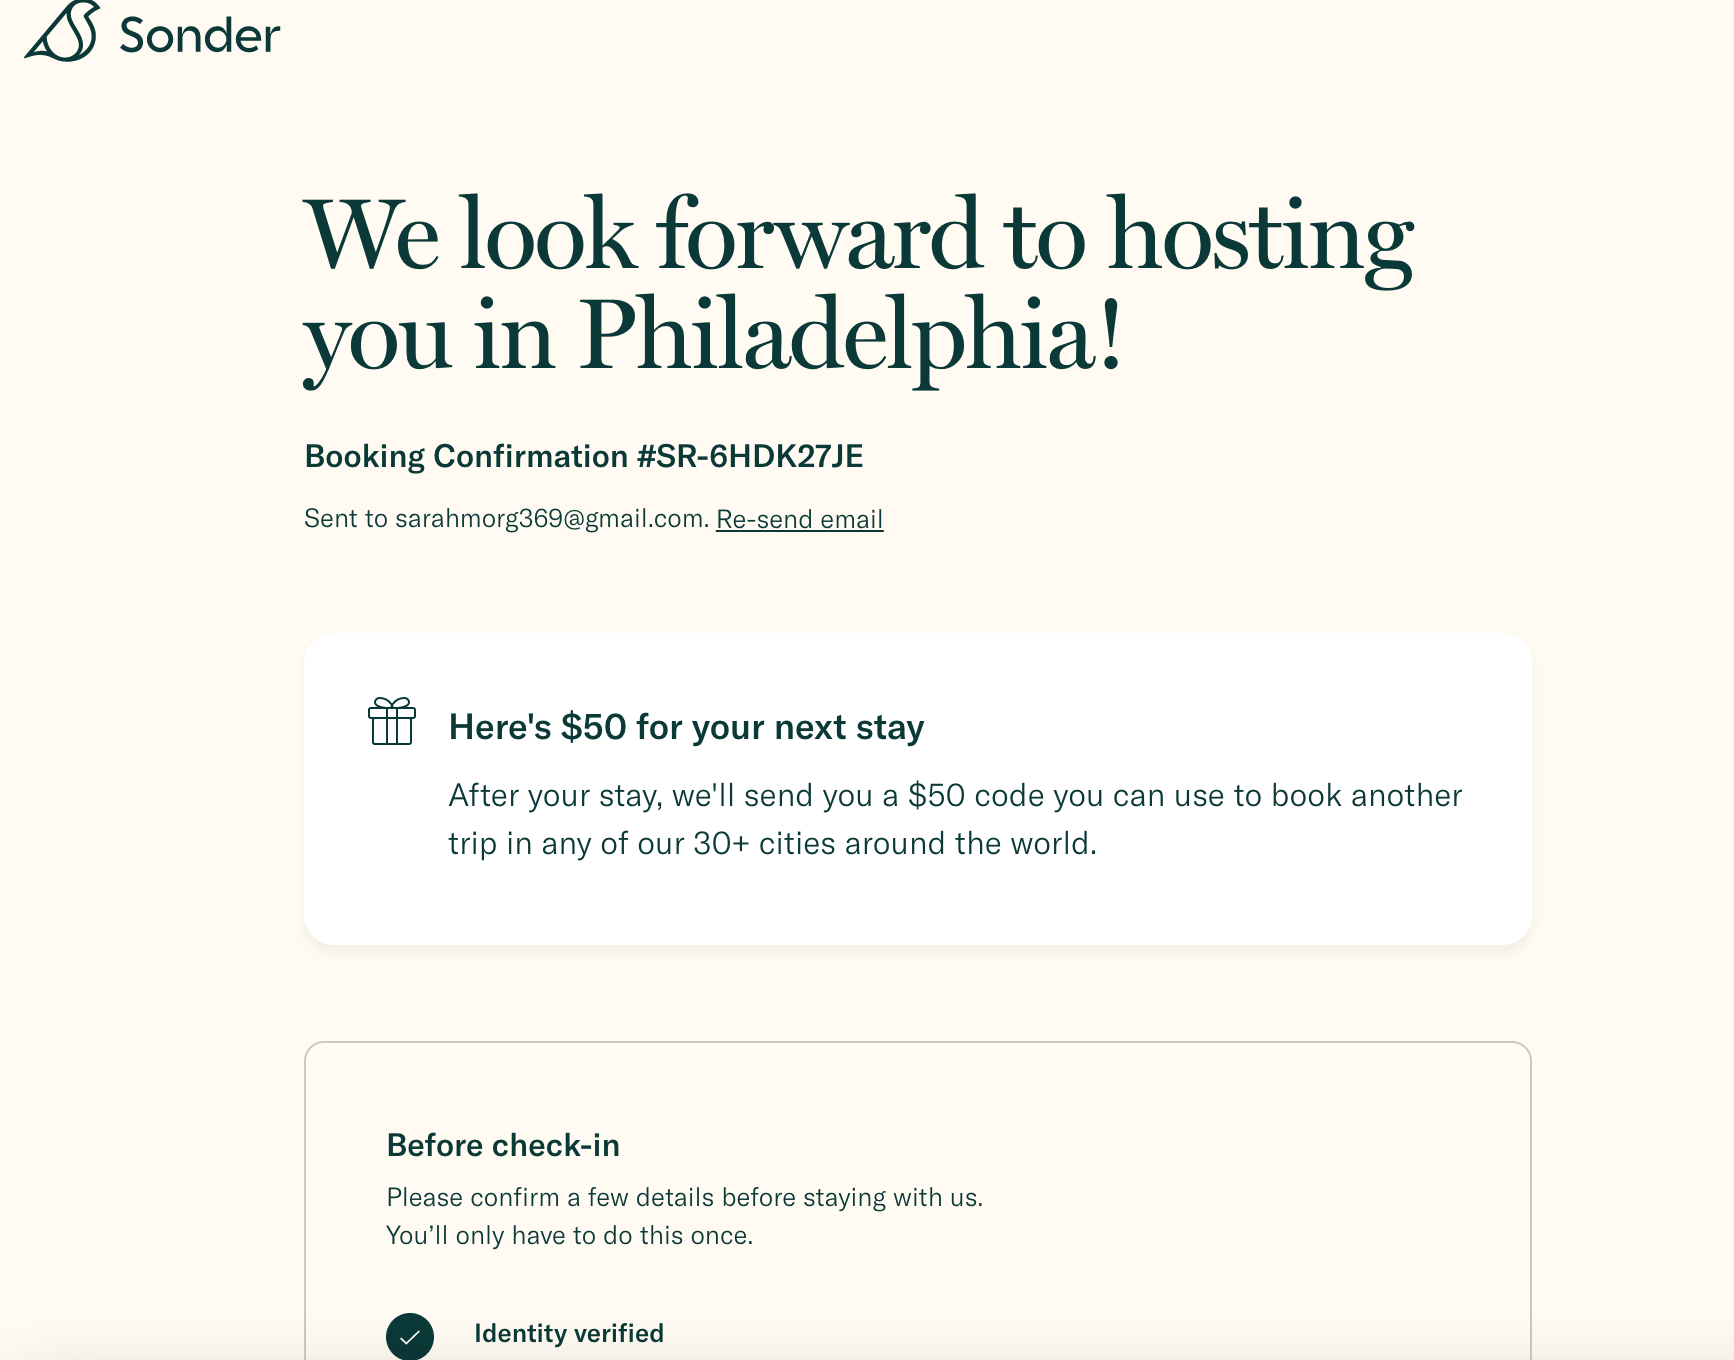 Sonder
We look forward to hosting
you in Philadelphia!
Booking Confirmation #SR-6HDK27JE
Sent to sarahmorg369@gmail.com. Re-send email
Here's $50 for your next stay
After your stay, we'll send you a $50 code you can use to book another
trip in any of our 30+ cities around the world.
Before check-in
Please confirm a few details before staying with us.
You’ll only have to do this once.
Identity verified